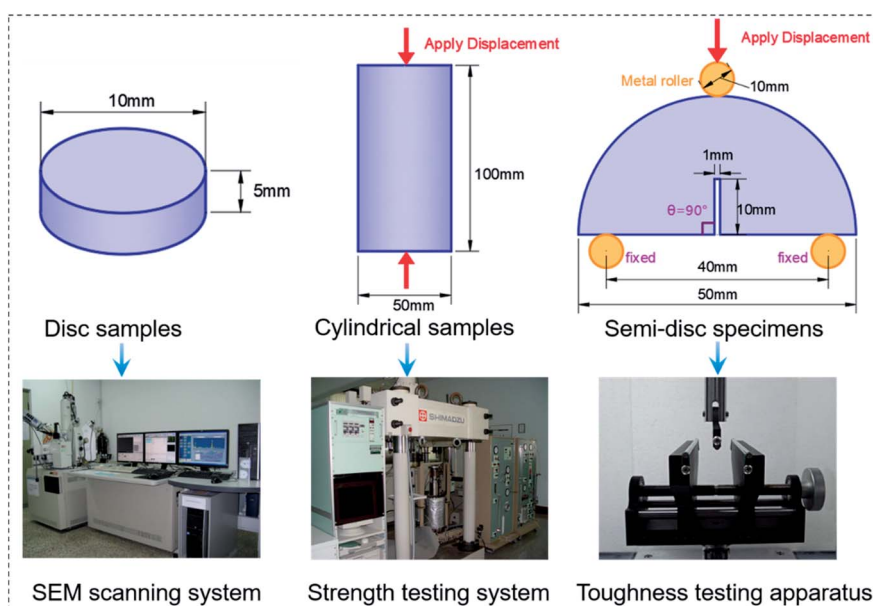 10mm
5mm
Disc samples
SEM scanning system
Apply Displacement
100mm
50mm
Cylindrical samples
SHIMADZU
Strength testing system
Apply Displacement
Metal roller
10mm
1mm
θ=90°
10mm
fixed
fixed
40mm
50mm
Semi-disc specimens
Toughness testing apparatus